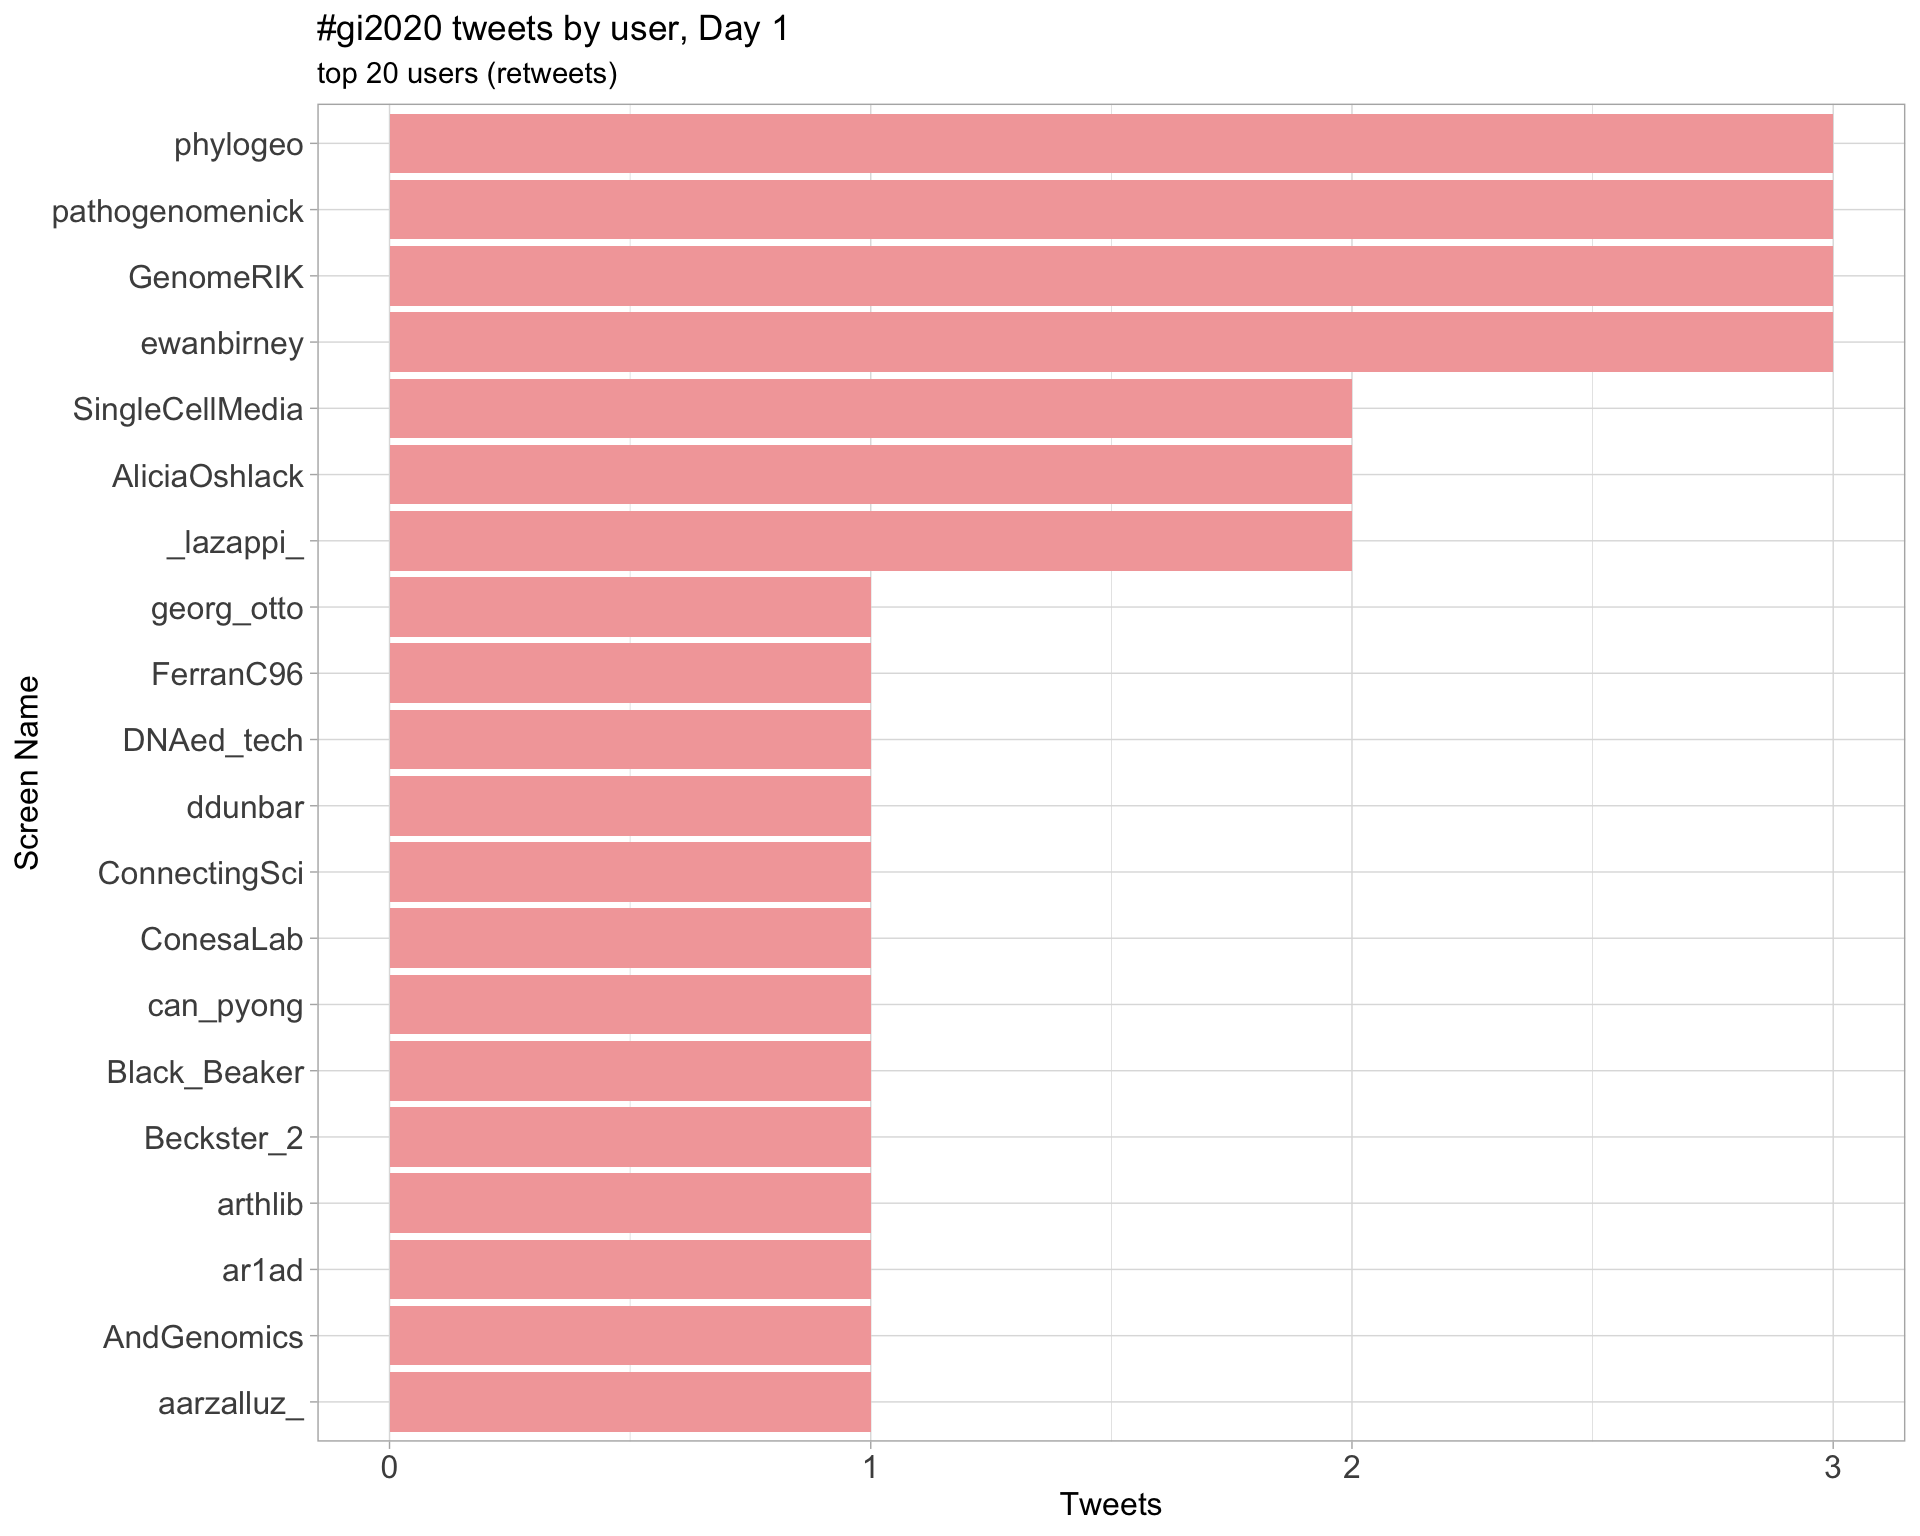 #gi2020 tweets by user, Day 1
top 20 users (retweets)
phylogeo
pathogenomenick
GenomeRIK
ewanbirney
SingleCellMedia
AliciaOshlack
_lazappi_
georg_otto
FerranC96
DNAed_tech
ddunbar
ConnectingSci
ConesaLab
can_pyong
Black_Beaker
Beckster_2
arthlib
ar1ad
AndGenomics
aarzalluz_
Screen Name
0 1 2 3
Tweets